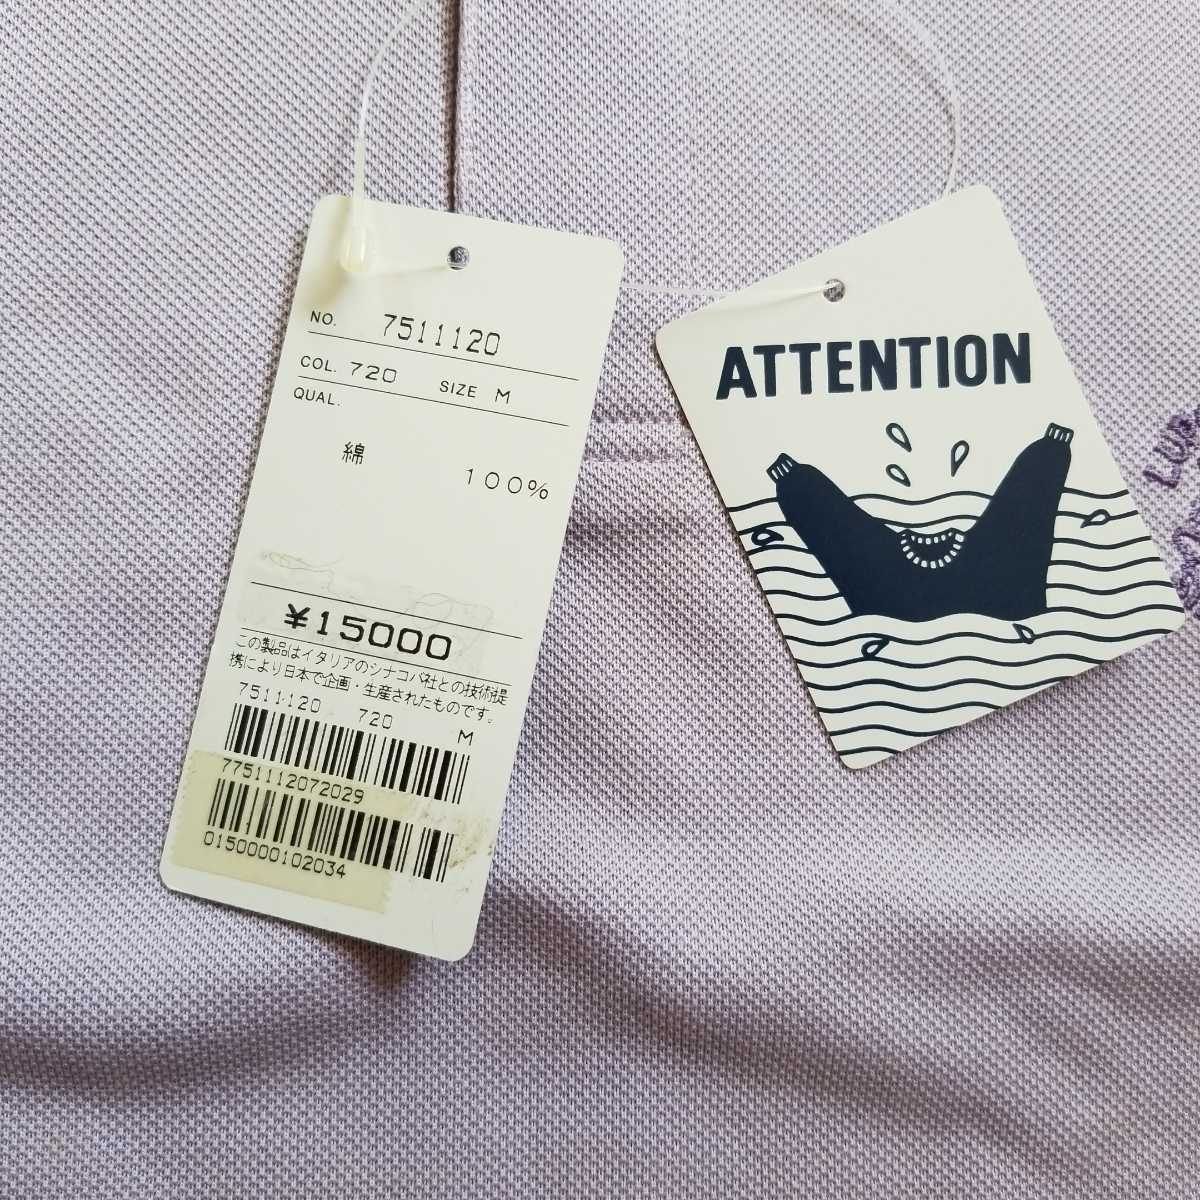 NO. 7511120
COL. 720 SIZE M
QUAL.
綿 100%
¥15000
この製品はイタリアのシナコバ社との技術提
携により日本で企画・生産されたものです。
7511-120 720 M
7751112072029
0150000102034
ATTENTION